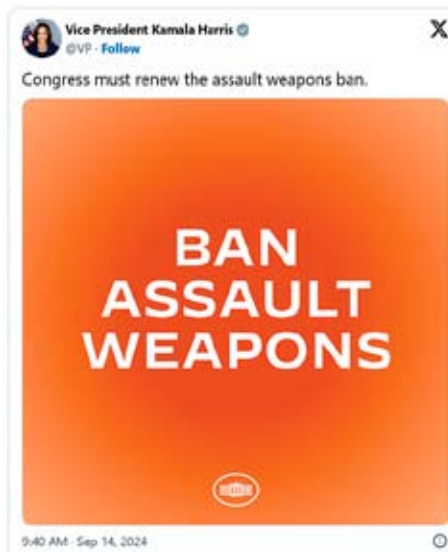 Vice President Kamala Harris
@VP · Follow
Congress must renew the assault weapons ban.
BAN
ASSAULT
WEAPONS
9:40 AM · Sep 14, 2024